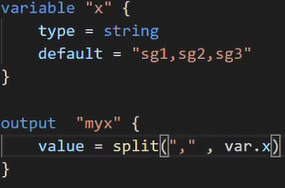 variable "x" {
    type = string
    default = "sg1,sg2,sg3"
}
output "myx" {
    value = split("," , var.x)
}